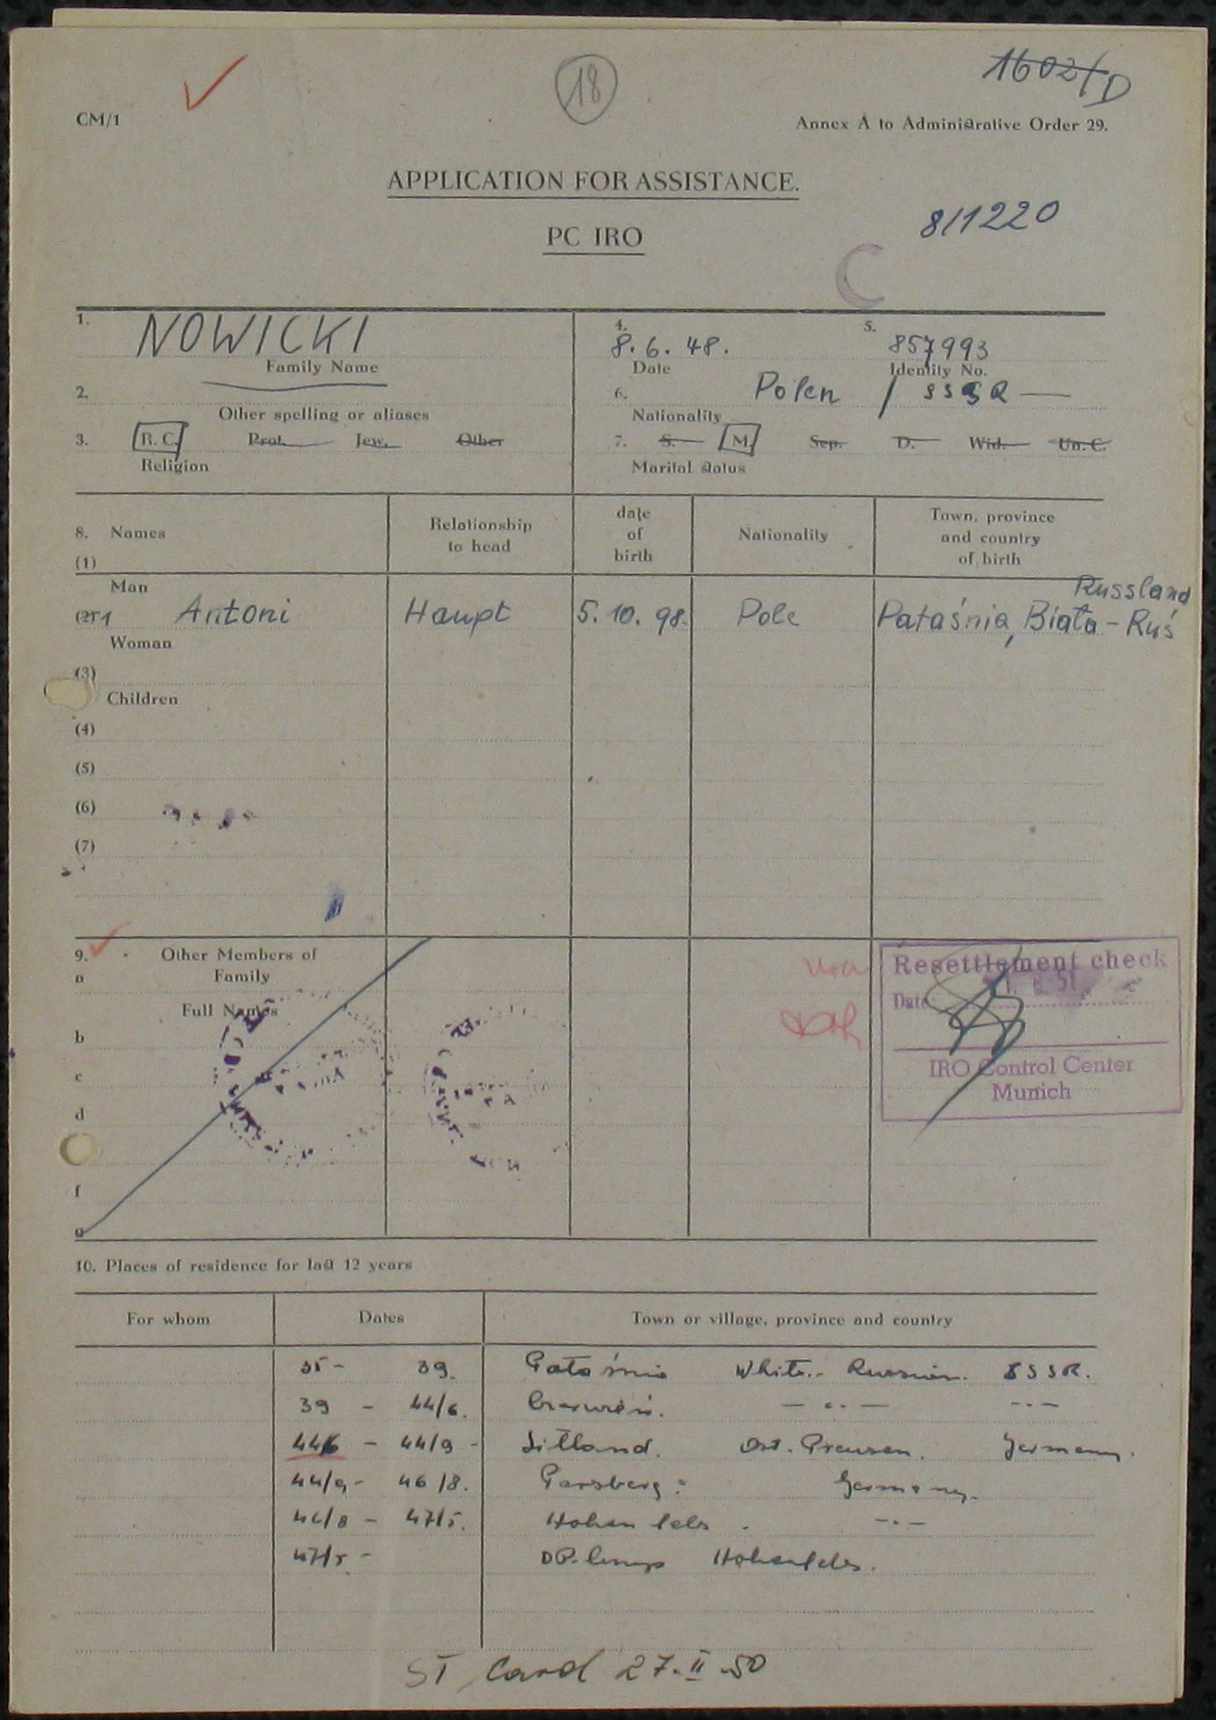 1602/D
18
CM/1
Annex A to Administrative Order 29.
APPLICATION FOR ASSISTANCE.
8/1220
PC IRO
C
1. NOWICKI
Family Name
4. 8. 6. 48.
Date
5. 857993
Identity No.
2.
Other spelling or aliases
6. Polen / SSSR —
Nationality
3. R. C. Prot. Jew. Other
Religion
7. S. M. Sep. D. Wid. Un. C.
Marital status
8. Names
Relationship to head
date of birth
Nationality
Town, province and country of birth
(1)
Man
Russland
(2) Antoni Haupt 5. 10. 98. Pole Pataśnia, Biała-Ruś
Woman
(3)
Children
(4)
(5)
(6)
(7)
9. Other Members of
a Family
Full Names
b
c
d
f
g
Resettlement check
Date
IRO Control Center
Munich
10. Places of residence for last 12 years
For whom Dates Town or village, province and country
35 - 39. Pataśnia White.- Russian. SSSR.
39 - 44/6. — „ — - „ -
44/6 - 44/9 - Ost. Preussen. Germany.
44/9 - 46/8. Parsberg: Germany.
46/8 - 47/5. Hohenfels. — „ —
47/5 - DP. Camp Hohenfels.
ST. Card 27. II. 50